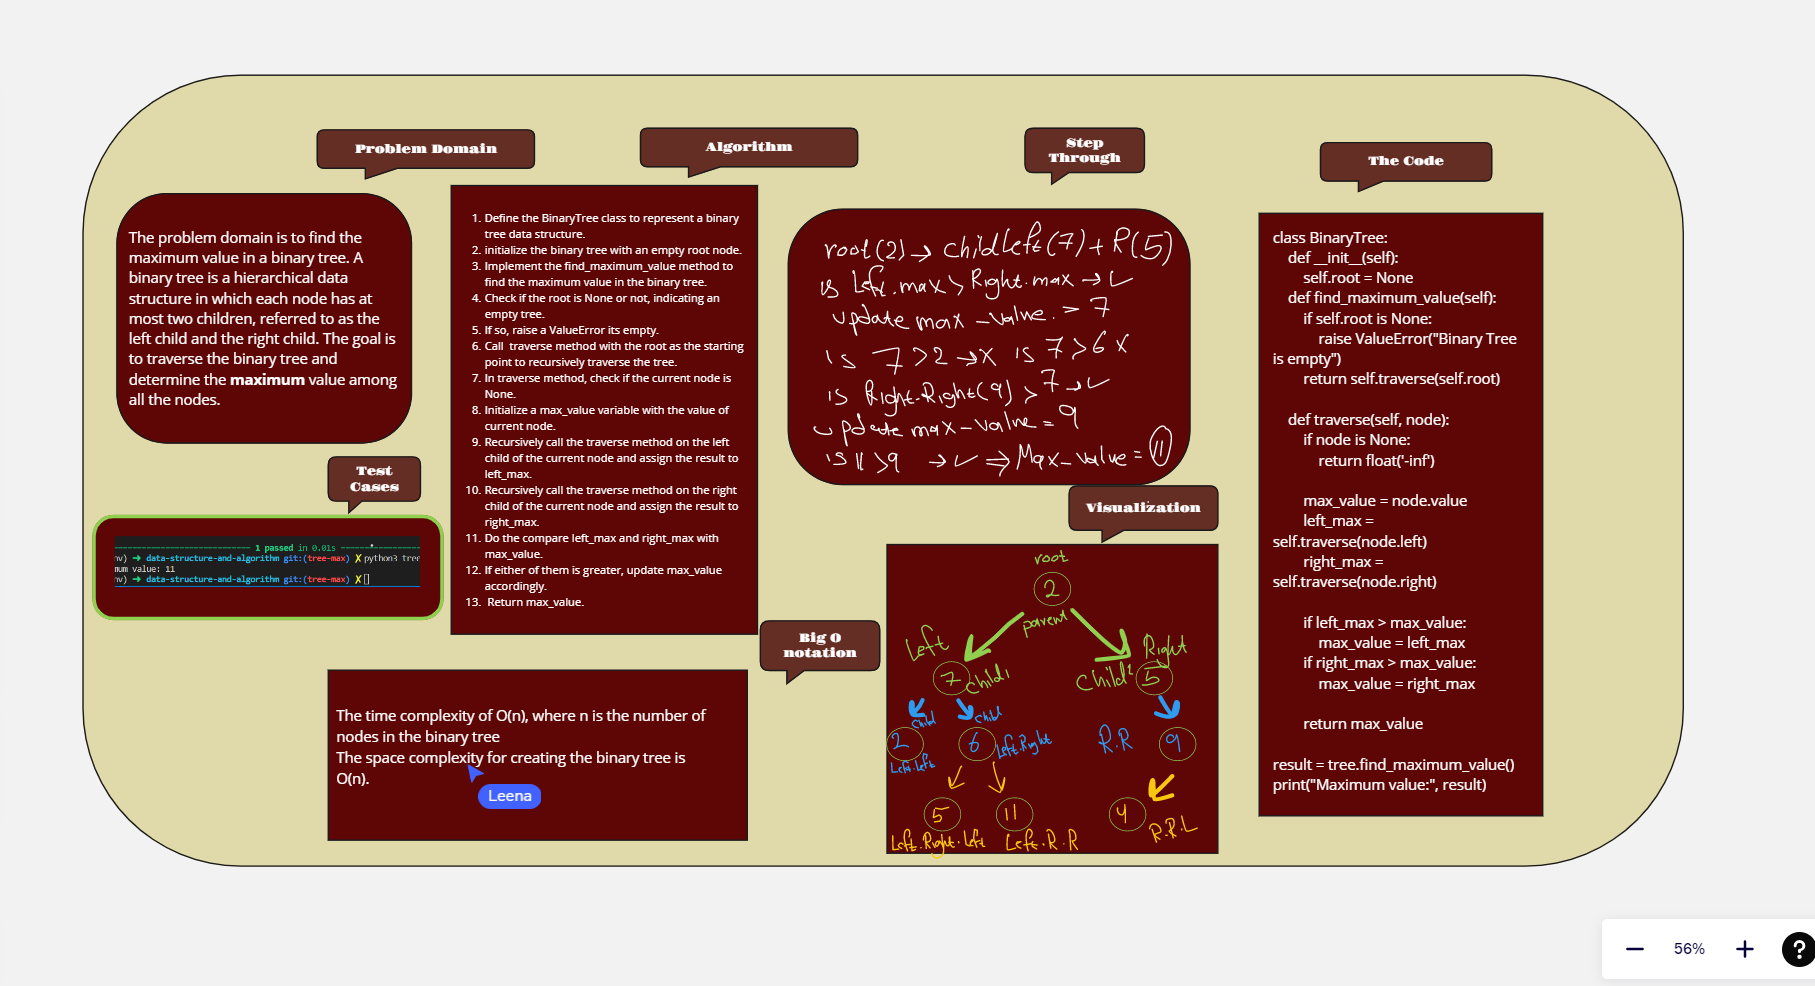 Problem Domain
The problem domain is to find the
maximum value in a binary tree. A
binary tree is a hierarchical data
structure in which each node has at
most two children, referred to as the
left child and the right child. The goal is
to traverse the binary tree and
determine the maximum value among
all the nodes.
Test
Cases
1 passed in 0.01s
nv) ➜ data-structure-and-algorithm git:(tree-max) ✗ python3 tree
mum value: 11
nv) ➜ data-structure-and-algorithm git:(tree-max) ✗
Algorithm
1. Define the BinaryTree class to represent a binary
tree data structure.
2. initialize the binary tree with an empty root node.
3. Implement the find_maximum_value method to
find the maximum value in the binary tree.
4. Check if the root is None or not, indicating an
empty tree.
5. If so, raise a ValueError its empty.
6. Call traverse method with the root as the starting
point to recursively traverse the tree.
7. In traverse method, check if the current node is
None.
8. Initialize a max_value variable with the value of
current node.
9. Recursively call the traverse method on the left
child of the current node and assign the result to
left_max.
10. Recursively call the traverse method on the right
child of the current node and assign the result to
right_max.
11. Do the compare left_max and right_max with
max_value.
12. If either of them is greater, update max_value
accordingly.
13. Return max_value.
Big O
notation
The time complexity of O(n), where n is the number of
nodes in the binary tree
The space complexity for creating the binary tree is
O(n).
Leena
Step
Through
root(2) → childLeft(7) + R(5)
is Left.max > Right.max → ✓
update max_value = 7
is 7 > 2 → x is 7 > 6 x
is Right.Right(9) > 7 → ✓
update max_value = 9
is 11 > 9 → ✓ ⇒ Max_value = 11
Visualization
root
2
parent
Left
Right
7 child1
child2 5
child
child
2
6
Left.Right
R.R
9
Left.Left
5
11
4
Left.Right.Left
Left.R.R
R.R.L
The Code
class BinaryTree:
def __init__(self):
self.root = None
def find_maximum_value(self):
if self.root is None:
raise ValueError("Binary Tree
is empty")
return self.traverse(self.root)
def traverse(self, node):
if node is None:
return float('-inf')
max_value = node.value
left_max =
self.traverse(node.left)
right_max =
self.traverse(node.right)
if left_max > max_value:
max_value = left_max
if right_max > max_value:
max_value = right_max
return max_value
result = tree.find_maximum_value()
print("Maximum value:", result)
56%
?